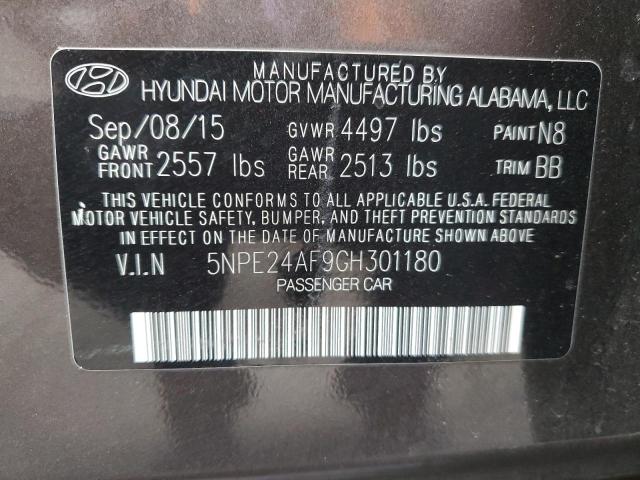 MANUFACTURED BY
HYUNDAI MOTOR MANUFACTURING ALABAMA, LLC
Sep/08/15 GVWR 4497 lbs PAINT N8
GAWR FRONT 2557 lbs GAWR REAR 2513 lbs TRIM BB
THIS VEHICLE CONFORMS TO ALL APPLICABLE U.S.A. FEDERAL
MOTOR VEHICLE SAFETY, BUMPER, AND THEFT PREVENTION STANDARDS
IN EFFECT ON THE DATE OF MANUFACTURE SHOWN ABOVE.
V.I.N 5NPE24AF9GH301180
PASSENGER CAR